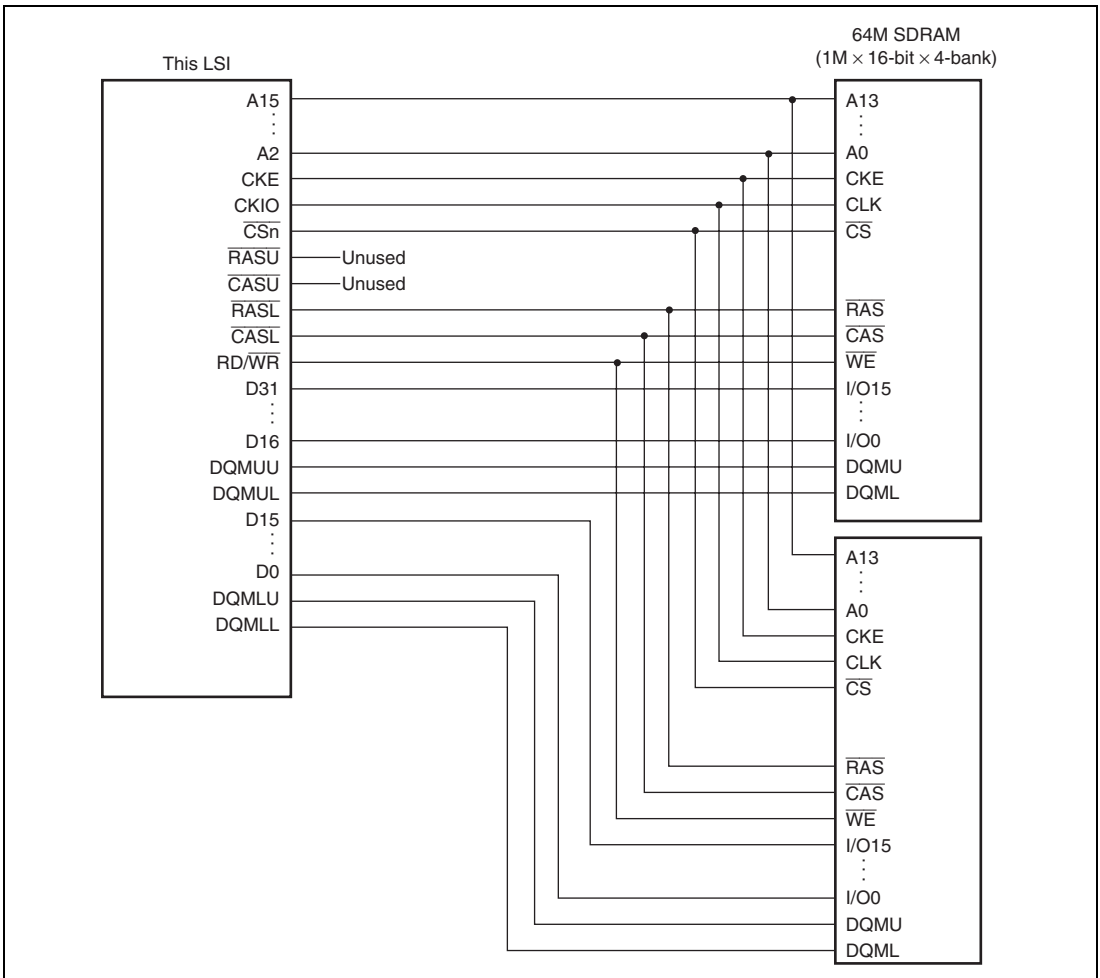 This LSI
A15
A2
CKE
CKIO
CSn
RASU
Unused
CASU
Unused
RASL
CASL
RD/WR
D31
D16
DQMUU
DQMUL
D15
D0
DQMLU
DQMLL
64M SDRAM
(1M × 16-bit × 4-bank)
A13
A0
CKE
CLK
CS
RAS
CAS
WE
I/O15
I/O0
DQMU
DQML
A13
A0
CKE
CLK
CS
RAS
CAS
WE
I/O15
I/O0
DQMU
DQML